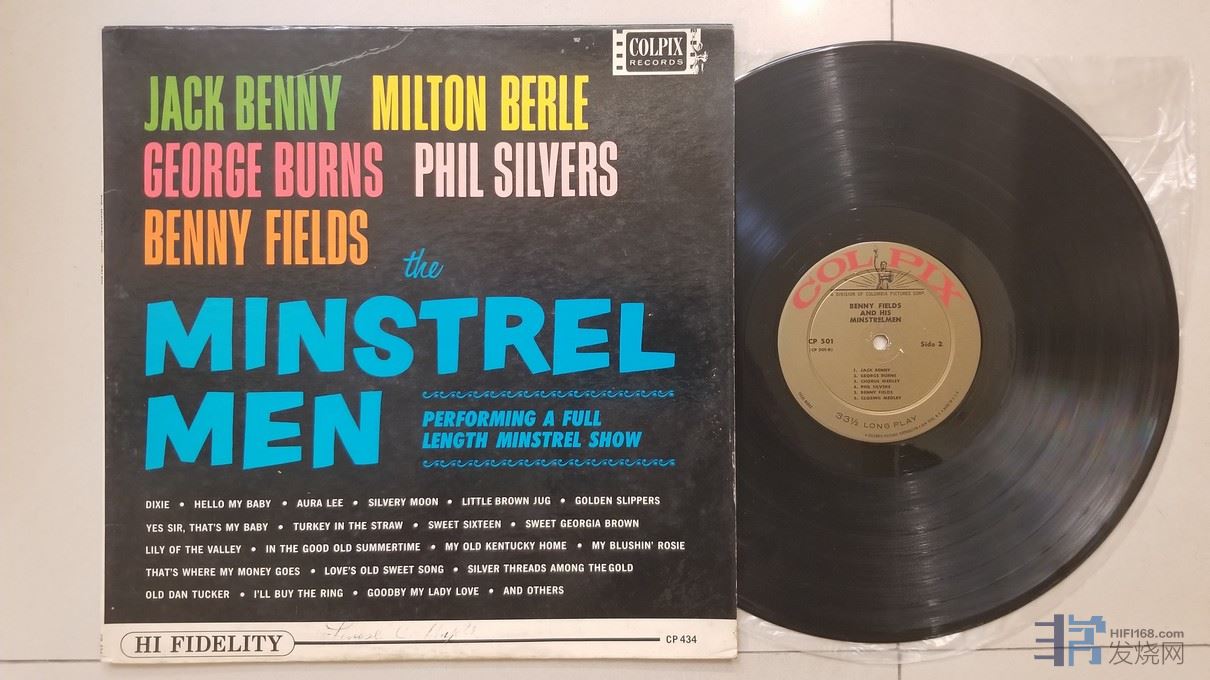 COLPIX
RECORDS
JACK BENNY MILTON BERLE
GEORGE BURNS PHIL SILVERS
BENNY FIELDS
the
MINSTREL
MEN
PERFORMING A FULL
LENGTH MINSTREL SHOW
DIXIE • HELLO MY BABY • AURA LEE • SILVERY MOON • LITTLE BROWN JUG • GOLDEN SLIPPERS
YES SIR, THAT'S MY BABY • TURKEY IN THE STRAW • SWEET SIXTEEN • SWEET GEORGIA BROWN
LILY OF THE VALLEY • IN THE GOOD OLD SUMMERTIME • MY OLD KENTUCKY HOME • MY BLUSHIN' ROSIE
THAT'S WHERE MY MONEY GOES • LOVE'S OLD SWEET SONG • SILVER THREADS AMONG THE GOLD
OLD DAN TUCKER • I'LL BUY THE RING • GOODBY MY LADY LOVE • AND OTHERS
HI FIDELITY
CP 434
COLPIX
A DIVISION OF COLUMBIA PICTURES CORP.
BENNY FIELDS
AND HIS
MINSTRELMEN
CP 501
Side 2
1. JACK BENNY
2. GEORGE BURNS
3. CHORUS MEDLEY
4. PHIL SILVERS
5. BENNY FIELDS
6. CLOSING MEDLEY
33⅓ LONG PLAY
HIFI168.com
发烧网